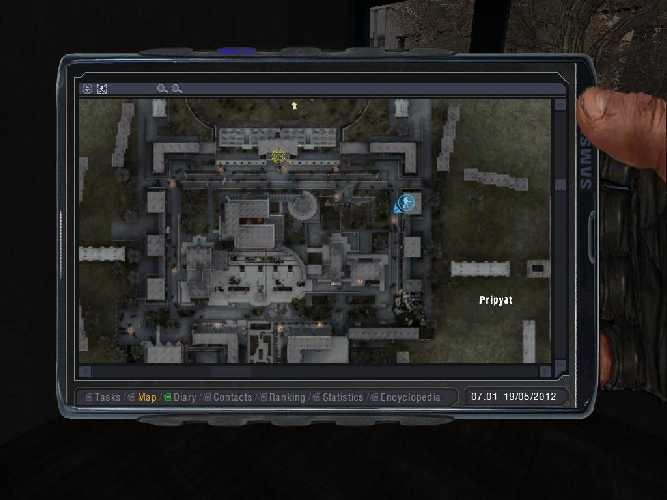 Pripyat
SAMS
Tasks / Map / Diary / Contacts / Ranking / Statistics / Encyclopedia
07:01 19/05/2012